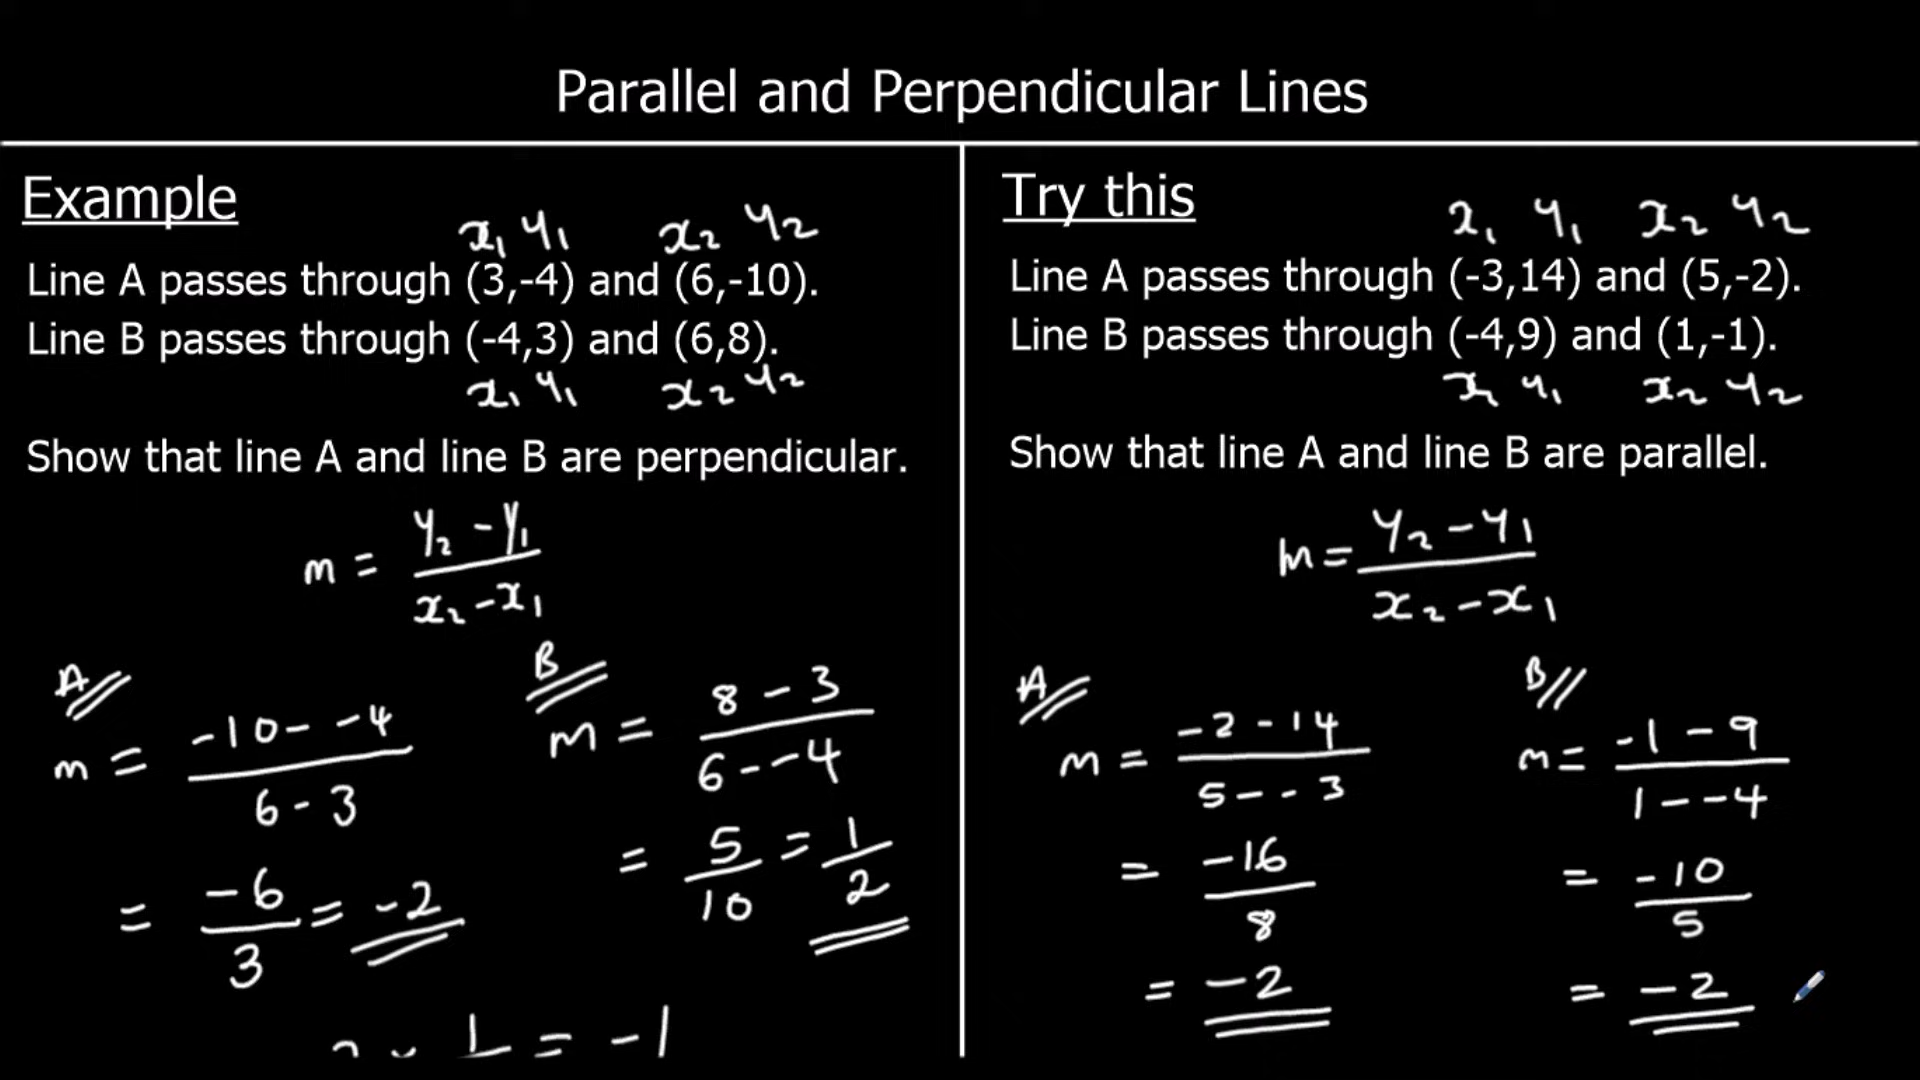 Parallel and Perpendicular Lines
Example
x₁ y₁ x₂ y₂
Line A passes through (3,-4) and (6,-10).
Line B passes through (-4,3) and (6,8).
x₁ y₁ x₂ y₂
Show that line A and line B are perpendicular.
m = (y₂ - y₁)/(x₂ - x₁)
A
m = (-10 - -4)/(6 - 3)
= -6/3 = -2
B
m = (8 - 3)/(6 - -4)
= 5/10 = 1/2
= -1
Try this
x₁ y₁ x₂ y₂
Line A passes through (-3,14) and (5,-2).
Line B passes through (-4,9) and (1,-1).
x₁ y₁ x₂ y₂
Show that line A and line B are parallel.
m = (y₂ - y₁)/(x₂ - x₁)
A
m = (-2 - 14)/(5 - -3)
= -16/8
= -2
B
m = (-1 - 9)/(1 - -4)
= -10/5
= -2